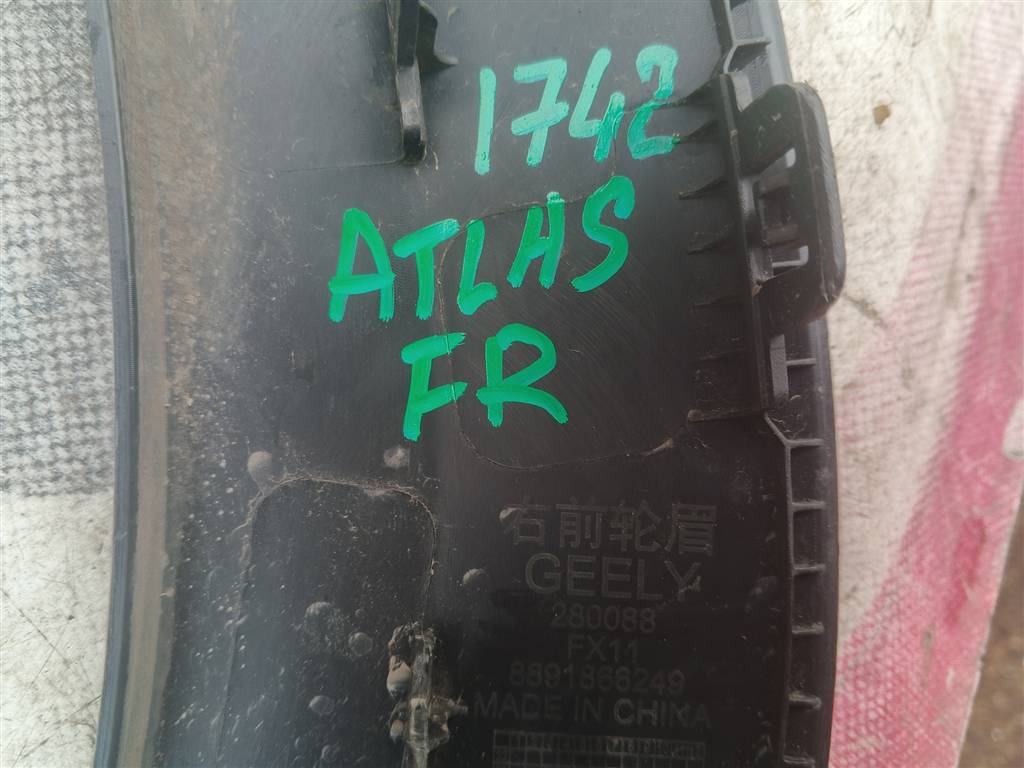 1742
ATLAS
FR
右前轮眉
GEELY
280088
FX11
8891866249
MADE IN CHINA